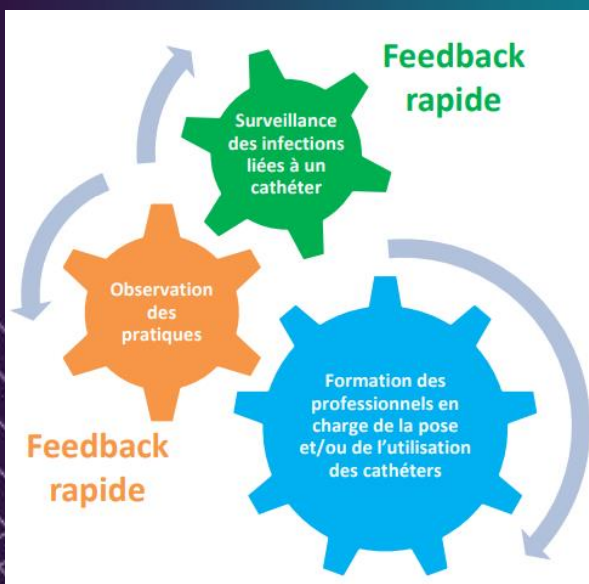 Feedback
rapide
Surveillance
des infections
liées à un
cathéter
Observation
des
pratiques
Feedback
rapide
Formation des
professionnels en
charge de la pose
et/ou de l'utilisation
des cathéters